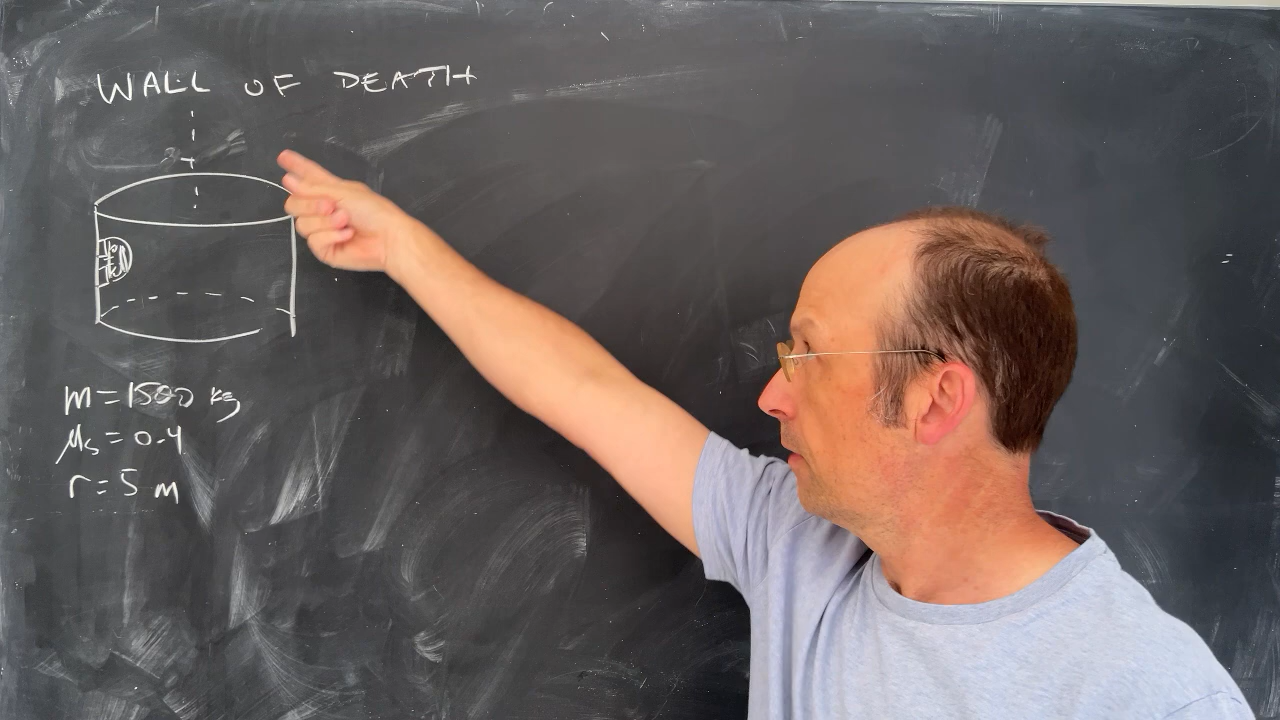 WALL OF DEATH
m = 1500 kg
μs = 0.4
r = 5 m